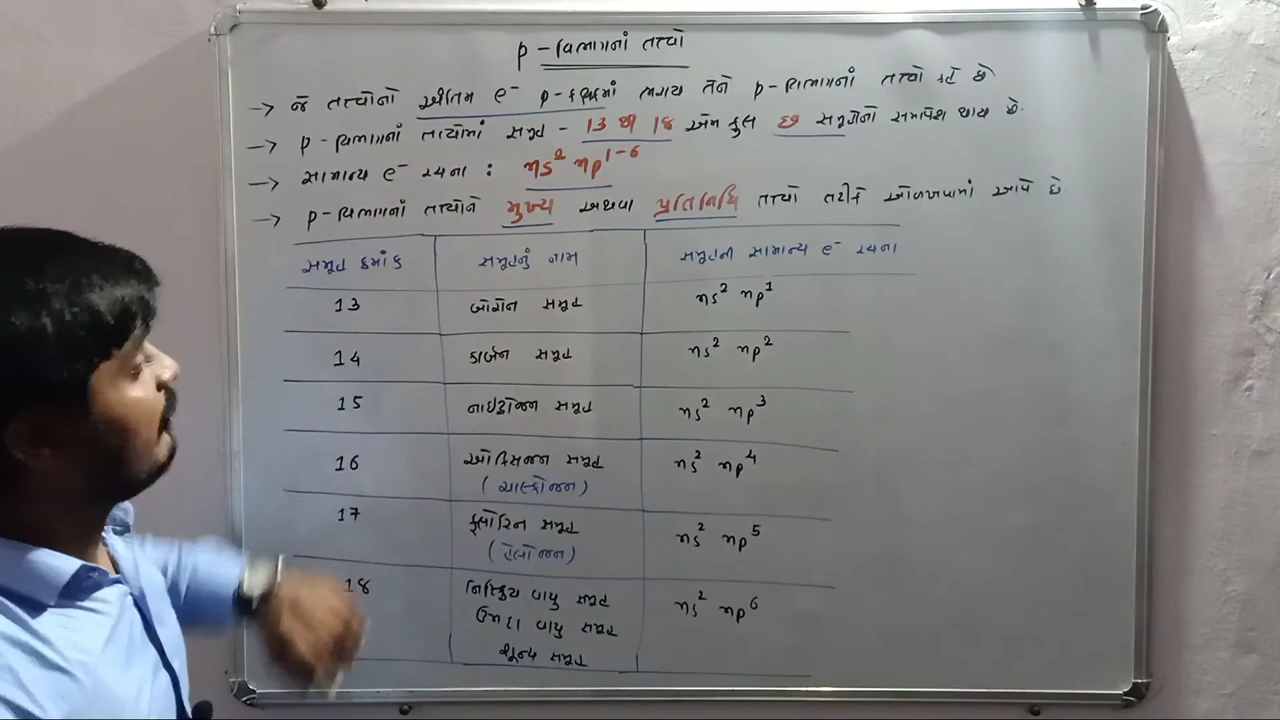 p - વિભાગનાં તત્વો
→ જે તત્વોનો અંતિમ e⁻ p-કક્ષકમાં ભરાય તેને p-વિભાગનાં તત્વો કહે છે
→ p-વિભાગનાં તત્વોમાં સમૂહ - 13 થી 18 એમ કુલ છ સમૂહોનો સમાવેશ થાય છે.
→ સામાન્ય e⁻ રચના : ns² np¹⁻⁶
→ p-વિભાગનાં તત્વોને મુખ્ય અથવા પ્રતિનિધિ તત્વો તરીકે ઓળખવામાં આવે છે.
સમૂહ ક્રમાંક સમૂહનું નામ સમૂહની સામાન્ય e⁻ રચના
13 બોરોન સમૂહ ns² np¹
14 કાર્બન સમૂહ ns² np²
15 નાઇટ્રોજન સમૂહ ns² np³
16 ઓક્સિજન સમૂહ ns² np⁴
(ચાલ્કોજન)
17 ફ્લોરિન સમૂહ ns² np⁵
(હેલોજન)
18 નિષ્ક્રિય વાયુ સમૂહ ns² np⁶
ઉમદા વાયુ સમૂહ
શૂન્ય સમૂહ